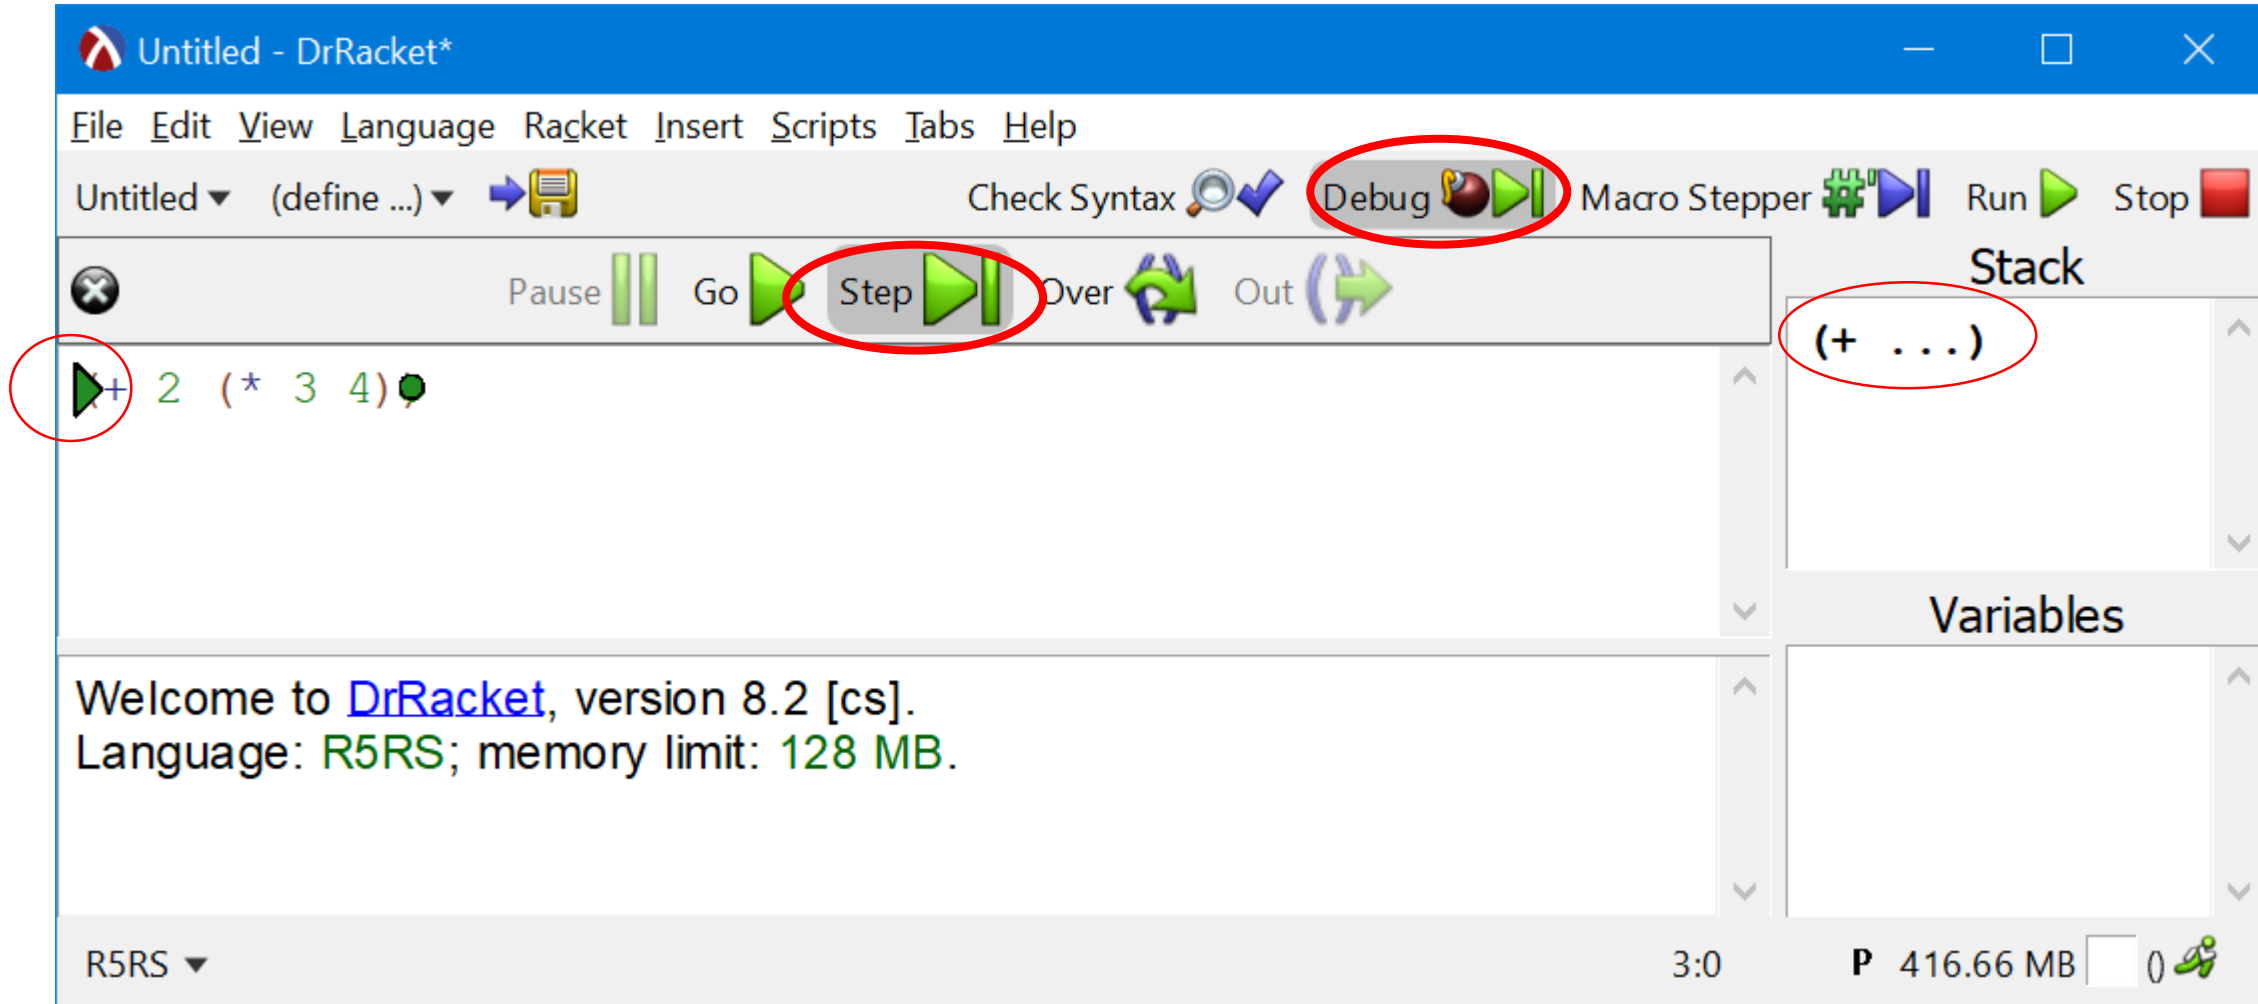 Untitled - DrRacket*
File Edit View Language Racket Insert Scripts Tabs Help
Untitled (define ...) Check Syntax Debug Macro Stepper #' Run Stop
Pause Go Step Over Out
Stack
(+ ...)
(+ 2 (* 3 4))
Variables
Welcome to DrRacket, version 8.2 [cs].
Language: R5RS; memory limit: 128 MB.
R5RS 3:0 P 416.66 MB ()